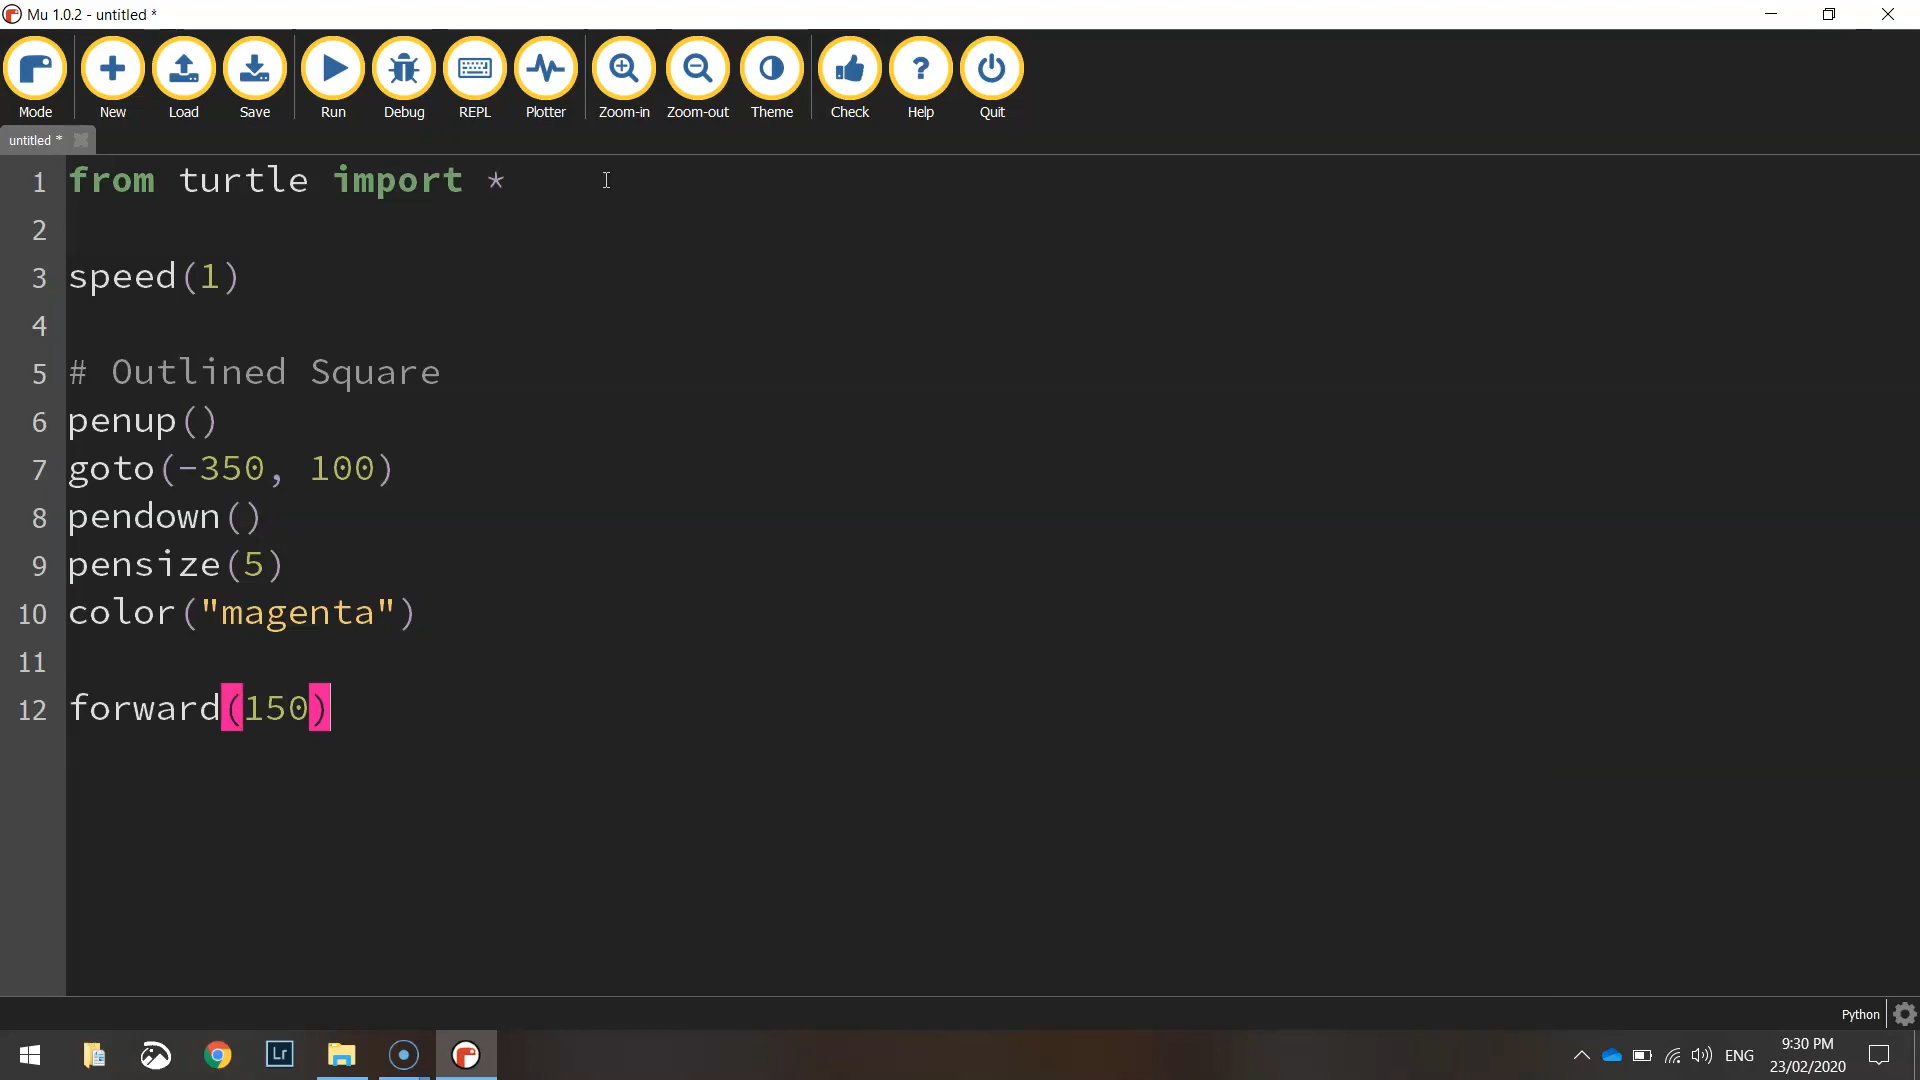 Mu 1.0.2 - untitled *
Mode New Load Save Run Debug REPL Plotter Zoom-in Zoom-out Theme Check Help Quit
untitled *
1 from turtle import *
2
3 speed(1)
4
5 # Outlined Square
6 penup()
7 goto(-350, 100)
8 pendown()
9 pensize(5)
10 color("magenta")
11
12 forward(150)
Python
Lr
ENG
9:30 PM
23/02/2020